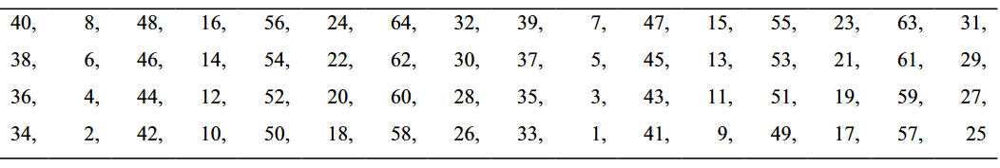 40, 8, 48, 16, 56, 24, 64, 32, 39, 7, 47, 15, 55, 23, 63, 31,
38, 6, 46, 14, 54, 22, 62, 30, 37, 5, 45, 13, 53, 21, 61, 29,
36, 4, 44, 12, 52, 20, 60, 28, 35, 3, 43, 11, 51, 19, 59, 27,
34, 2, 42, 10, 50, 18, 58, 26, 33, 1, 41, 9, 49, 17, 57, 25